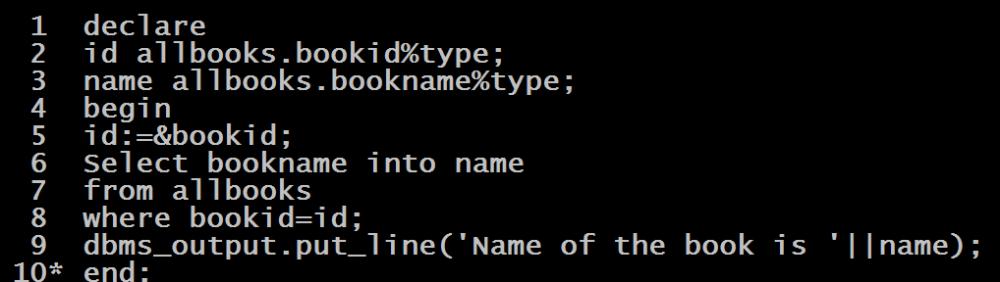 1 declare
2 id allbooks.bookid%type;
3 name allbooks.bookname%type;
4 begin
5 id:=&bookid;
6 Select bookname into name
7 from allbooks
8 where bookid=id;
9 dbms_output.put_line('Name of the book is '||name);
10* end;